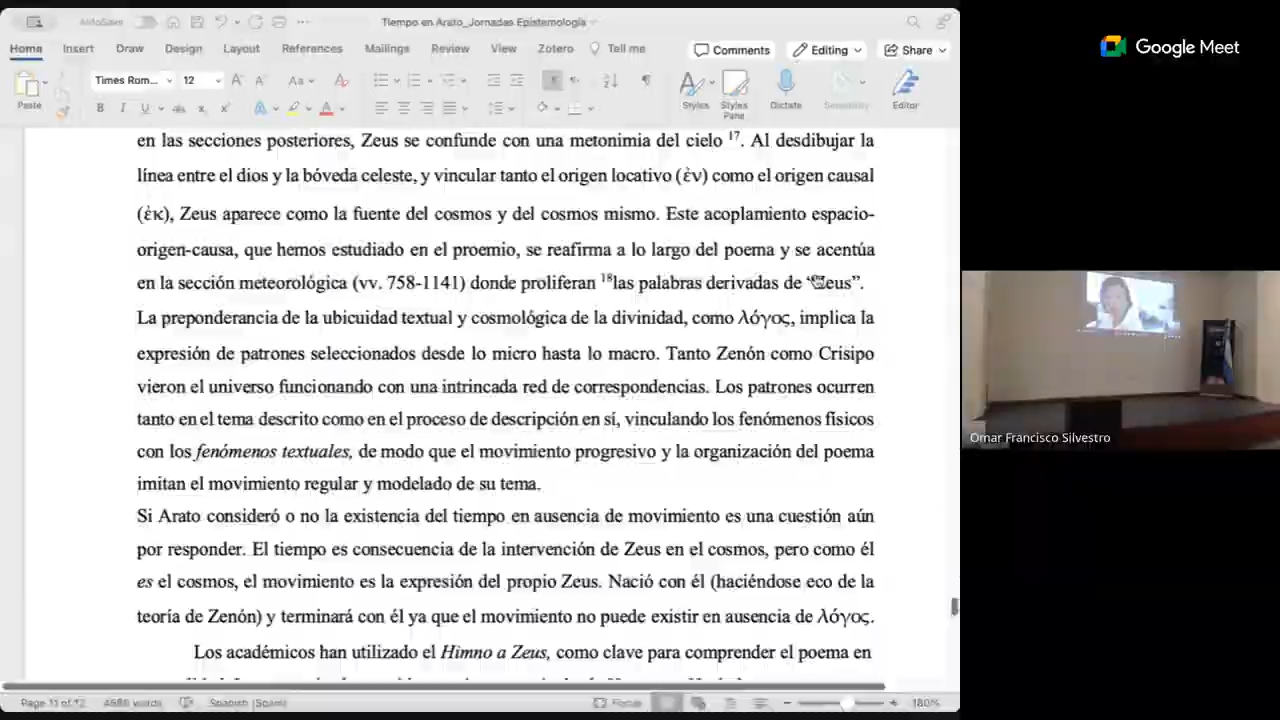 AutoSave
Tiempo en Arato_Jornadas Epistemología
Home Insert Draw Design Layout References Mailings Review View Zotero Tell me
Comments Editing Share
Paste
Times Rom... 12
Styles Styles Pane Dictate Sensitivity Editor
en las secciones posteriores, Zeus se confunde con una metonimia del cielo 17. Al desdibujar la
línea entre el dios y la bóveda celeste, y vincular tanto el origen locativo (ἐν) como el origen causal
(ἐκ), Zeus aparece como la fuente del cosmos y del cosmos mismo. Este acoplamiento espacio-
origen-causa, que hemos estudiado en el proemio, se reafirma a lo largo del poema y se acentúa
en la sección meteorológica (vv. 758-1141) donde proliferan 18las palabras derivadas de “Zeus”.
La preponderancia de la ubicuidad textual y cosmológica de la divinidad, como λόγος, implica la
expresión de patrones seleccionados desde lo micro hasta lo macro. Tanto Zenón como Crisipo
vieron el universo funcionando con una intrincada red de correspondencias. Los patrones ocurren
tanto en el tema descrito como en el proceso de descripción en sí, vinculando los fenómenos físicos
con los fenómenos textuales, de modo que el movimiento progresivo y la organización del poema
imitan el movimiento regular y modelado de su tema.
Si Arato consideró o no la existencia del tiempo en ausencia de movimiento es una cuestión aún
por responder. El tiempo es consecuencia de la intervención de Zeus en el cosmos, pero como él
es el cosmos, el movimiento es la expresión del propio Zeus. Nació con él (haciéndose eco de la
teoría de Zenón) y terminará con él ya que el movimiento no puede existir en ausencia de λόγος.
Los académicos han utilizado el Himno a Zeus, como clave para comprender el poema en
Page 11 of 12 4586 words Spanish (Spain) Focus 180%
Google Meet
Omar Francisco Silvestro